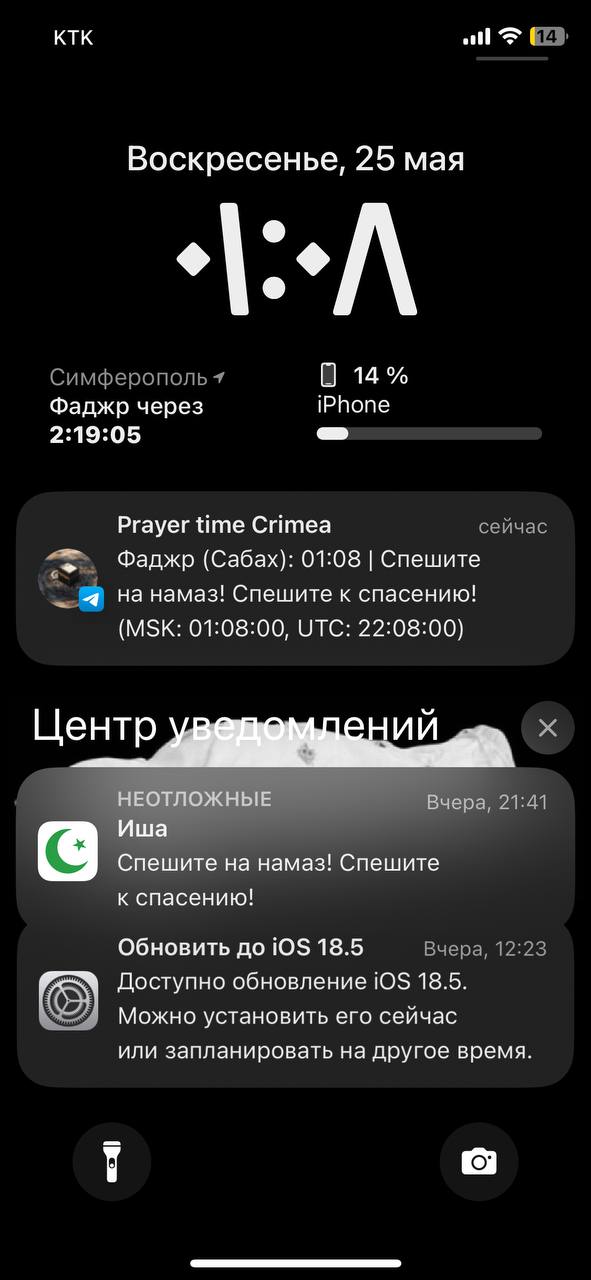 КТК
14
Воскресенье, 25 мая
٠١:٠٨
Симферополь
Фаджр через
2:19:05
14 %
iPhone
Prayer time Crimea
сейчас
Фаджр (Сабах): 01:08 | Спешите
на намаз! Спешите к спасению!
(MSK: 01:08:00, UTC: 22:08:00)
Центр уведомлений
НЕОТЛОЖНЫЕ
Вчера, 21:41
Иша
Спешите на намаз! Спешите
к спасению!
Обновить до iOS 18.5
Вчера, 12:23
Доступно обновление iOS 18.5.
Можно установить его сейчас
или запланировать на другое время.